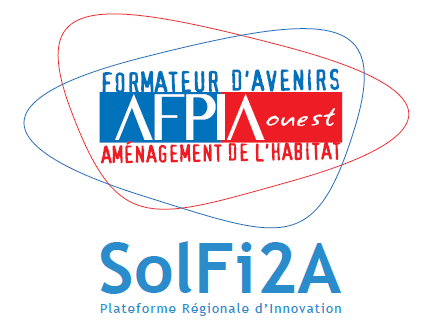 FORMATEUR D'AVENIRS
AFPIA ouest
AMÉNAGEMENT DE L'HABITAT
SolFi2A
Plateforme Régionale d'Innovation